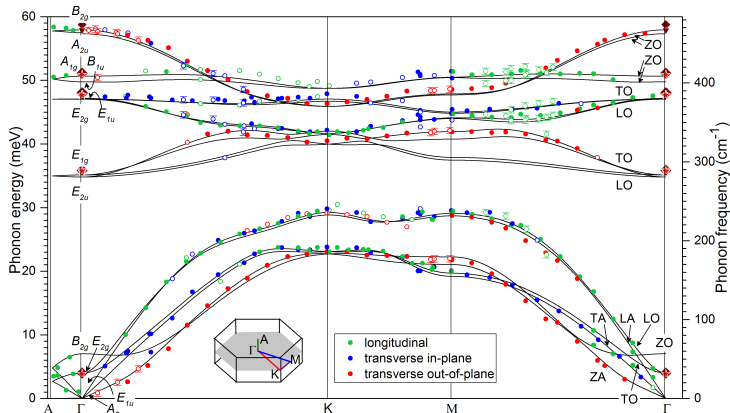 60
50
40
30
20
10
0
Phonon energy (meV)
B2g
A2u
A1g
B1u
E2g
E1u
E1g
E2u
B2g
E2g
E1u
A
Γ
K
M
Γ
ZO
ZO
TO
LO
TO
LO
TA
LA
LO
ZO
ZA
TO
400
300
200
100
0
Phonon frequency (cm⁻¹)
A
Γ
M
K
longitudinal
transverse in-plane
transverse out-of-plane